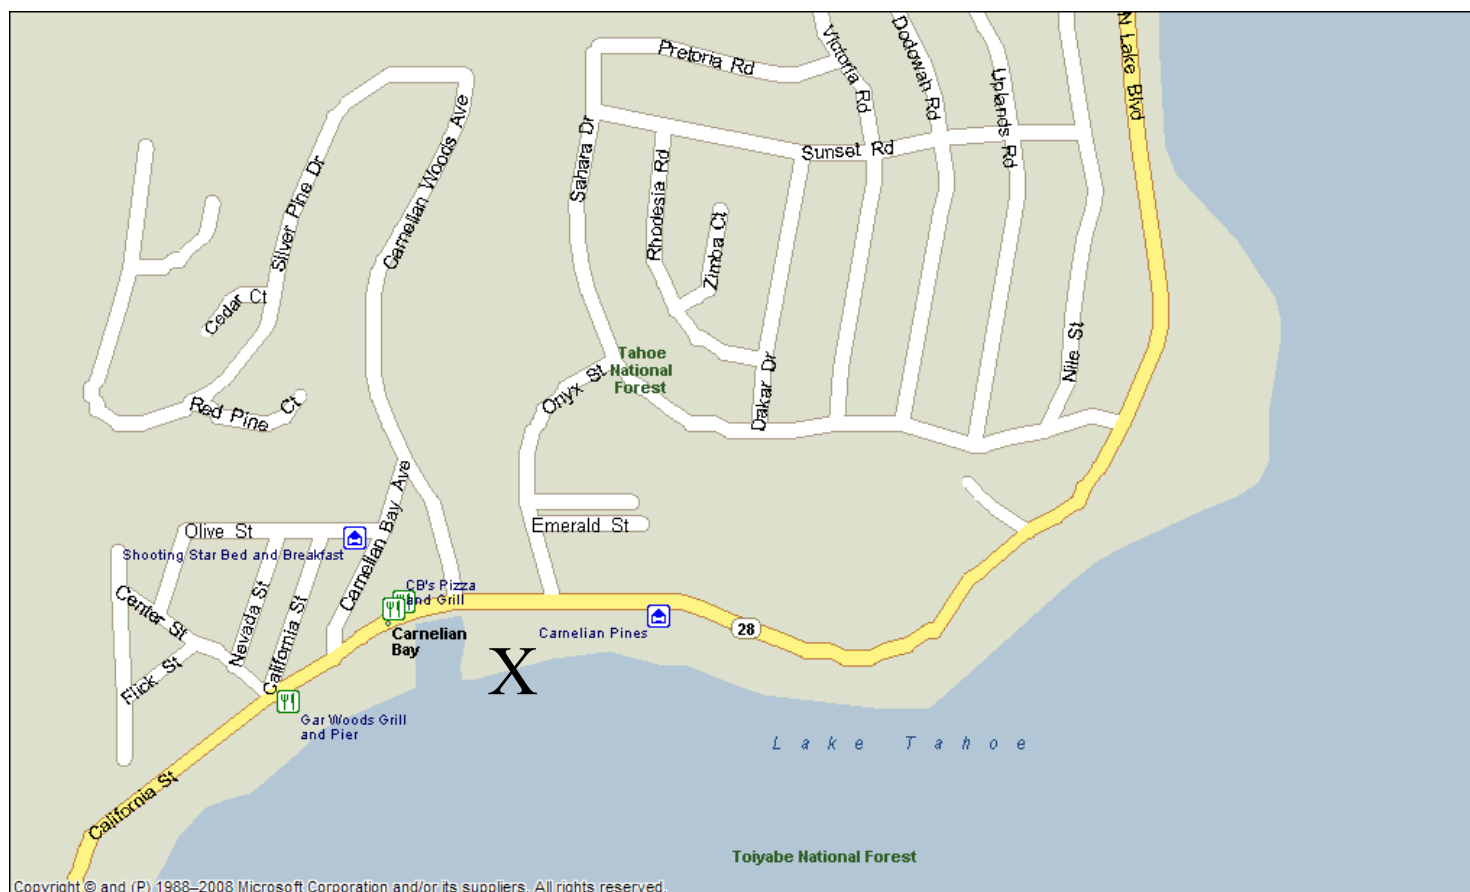 N Lake Blvd
Pretoria Rd
Victoria Rd
Dodowah Rd
Uplands Rd
Carnelian Woods Ave
Sahara Dr
Sunset Rd
Silver Pine Dr
Rhodesia Rd
Zimba Ct
Cedar Ct
Nile St
Tahoe
National
Forest
Onyx St
Dakar Dr
Red Pine Ct
Carnelian Bay Ave
Olive St
Emerald St
Shooting Star Bed and Breakfast
CB's Pizza
and Grill
Center St
Nevada St
California St
Carnelian Pines
28
Carnelian
Bay
X
Flick St
Gar Woods Grill
and Pier
Lake Tahoe
California St
Toiyabe National Forest
Copyright © and (P) 1988–2008 Microsoft Corporation and/or its suppliers. All rights reserved.